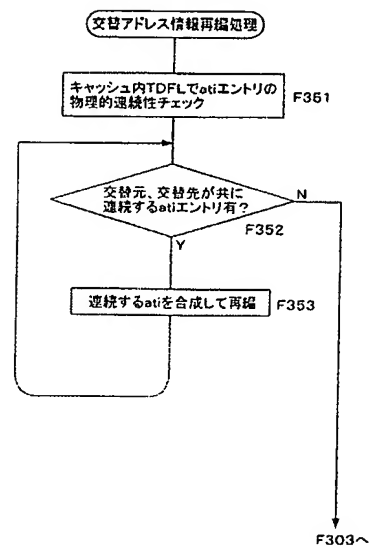 交替アドレス情報再編処理
キャッシュ内TDFLでatiエントリの
物理的連続性チェック
F351
交替元、交替先が共に
連続するatiエントリ有?
N
F352
Y
連続するatiを合成して再編
F353
F303へ